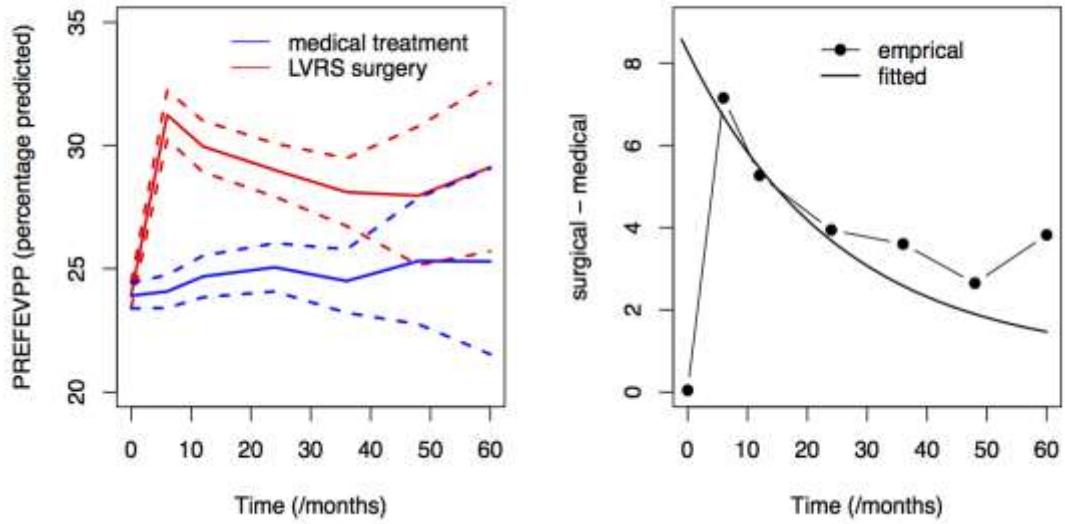 PREFEVPP (percentage predicted)
35
30
25
20
medical treatment
LVRS surgery
0 10 20 30 40 50 60
Time (/months)
surgical – medical
8
6
4
2
0
emprical
fitted
0 10 20 30 40 50 60
Time (/months)